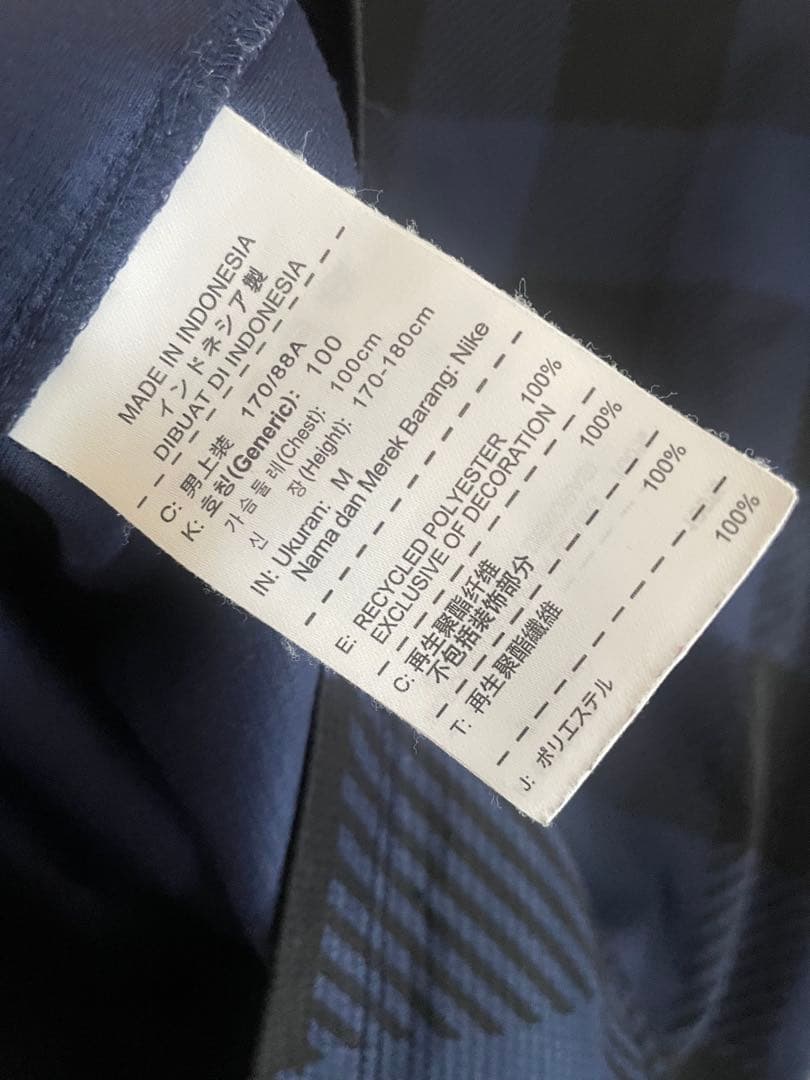 MADE IN INDONESIA
インドネシア製
DIBUAT DI INDONESIA
C: 男上装 170/88A
K: 호칭(Generic): 100
가슴둘레(Chest): 100cm
신 장(Height): 170-180cm
IN: Ukuran: M
Nama dan Merek Barang: Nike
E: RECYCLED POLYESTER 100%
EXCLUSIVE OF DECORATION
C: 再生聚酯纤维 100%
不包括装饰部分
T: 再生聚酯纖維 100%
J: ポリエステル 100%